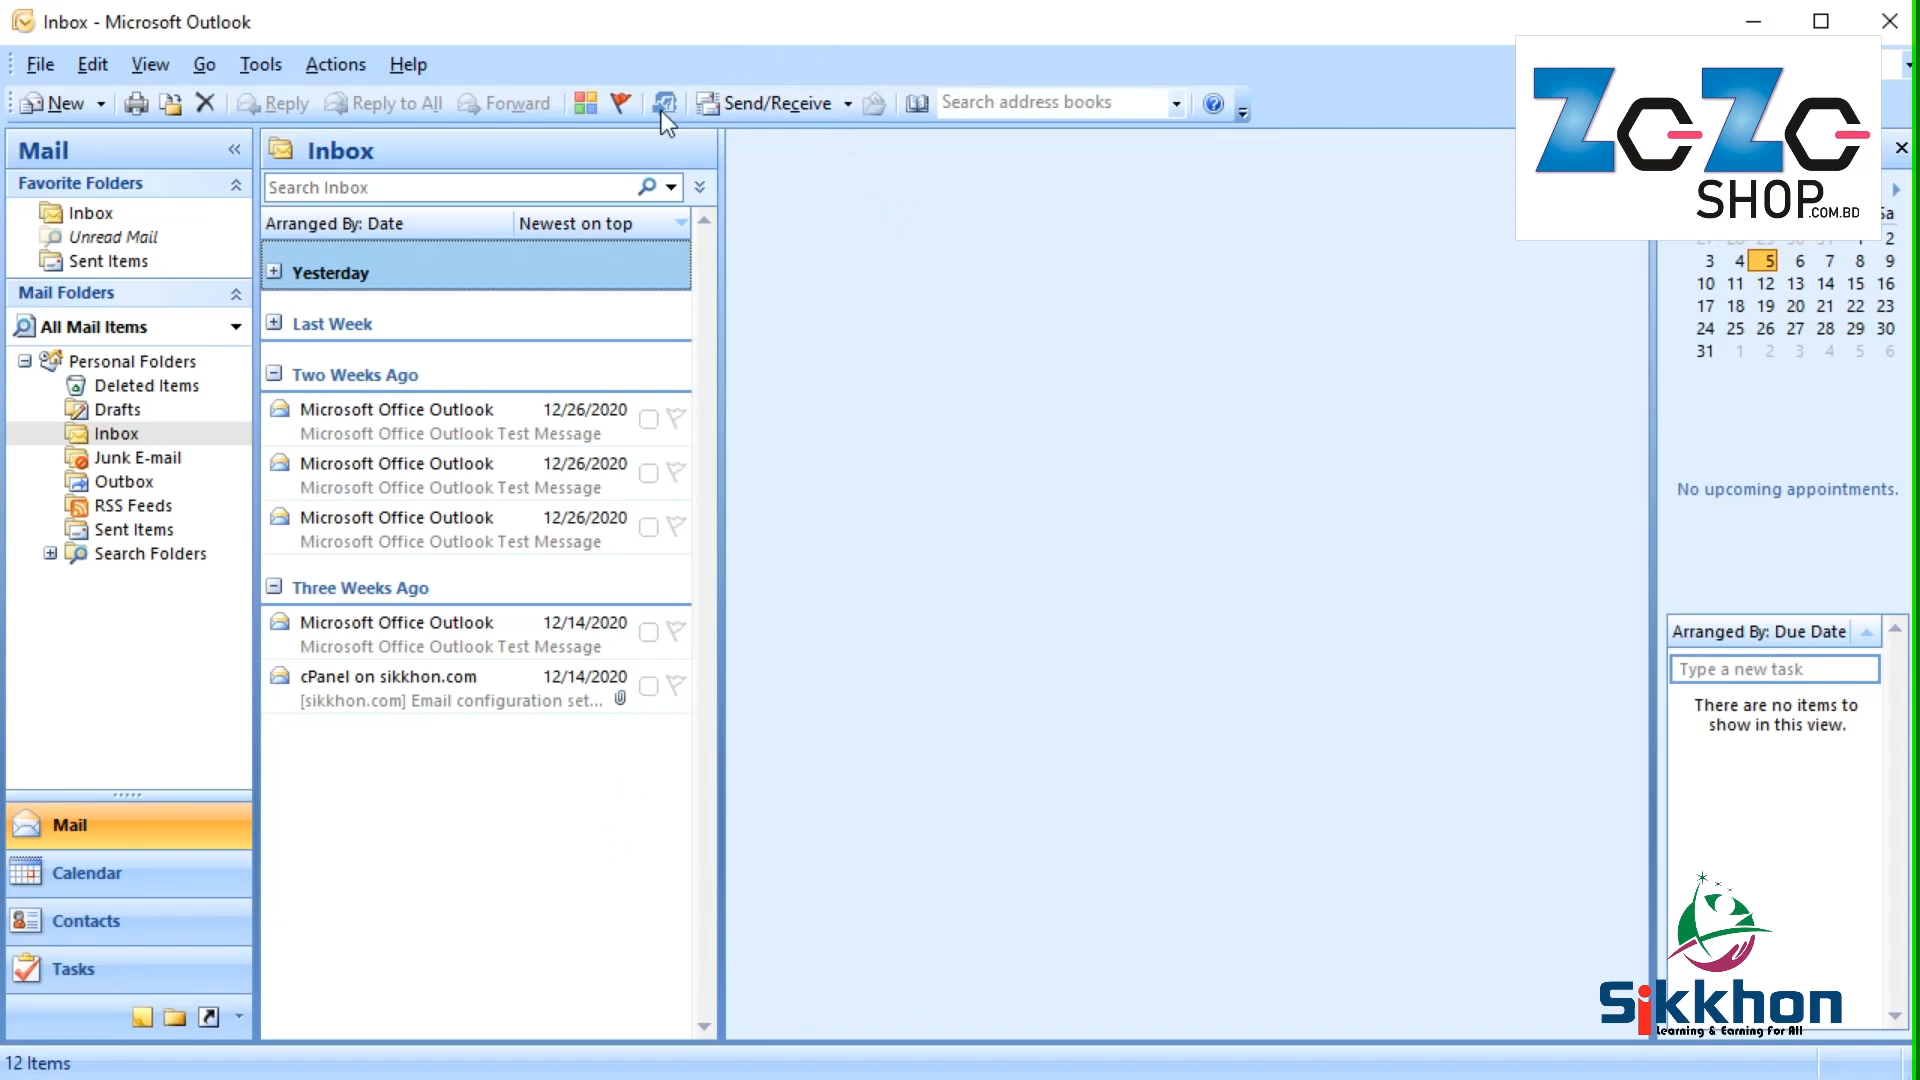 Inbox - Microsoft Outlook
File Edit View Go Tools Actions Help
New Reply Reply to All Forward Send/Receive Search address books
Mail
Favorite Folders
Inbox
Unread Mail
Sent Items
Mail Folders
All Mail Items
Personal Folders
Deleted Items
Drafts
Inbox
Junk E-mail
Outbox
RSS Feeds
Sent Items
Search Folders
Mail
Calendar
Contacts
Tasks
12 Items
Inbox
Search Inbox
Arranged By: Date Newest on top
Yesterday
Last Week
Two Weeks Ago
Microsoft Office Outlook 12/26/2020
Microsoft Office Outlook Test Message
Microsoft Office Outlook 12/26/2020
Microsoft Office Outlook Test Message
Microsoft Office Outlook 12/26/2020
Microsoft Office Outlook Test Message
Three Weeks Ago
Microsoft Office Outlook 12/14/2020
Microsoft Office Outlook Test Message
cPanel on sikkhon.com 12/14/2020
[sikkhon.com] Email configuration set...
ZoZo
SHOP.COM.BD
Sa
1 2
3 4 5 6 7 8 9
10 11 12 13 14 15 16
17 18 19 20 21 22 23
24 25 26 27 28 29 30
31 1 2 3 4 5 6
No upcoming appointments.
Arranged By: Due Date
Type a new task
There are no items to
show in this view.
Sikkhon
Learning & Earning For All